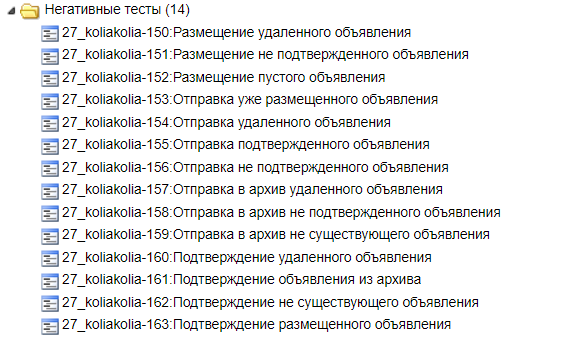 Негативные тесты (14)
27_koliakolia-150:Размещение удаленного объявления
27_koliakolia-151:Размещение не подтвержденного объявления
27_koliakolia-152:Размещение пустого объявления
27_koliakolia-153:Отправка уже размещенного объявления
27_koliakolia-154:Отправка удаленного объявления
27_koliakolia-155:Отправка подтвержденного объявления
27_koliakolia-156:Отправка не подтвержденного объявления
27_koliakolia-157:Отправка в архив удаленного объявления
27_koliakolia-158:Отправка в архив не подтвержденного объявления
27_koliakolia-159:Отправка в архив не существующего объявления
27_koliakolia-160:Подтверждение удаленного объявления
27_koliakolia-161:Подтверждение объявления из архива
27_koliakolia-162:Подтверждение не существующего объявления
27_koliakolia-163:Подтверждение размещенного объявления